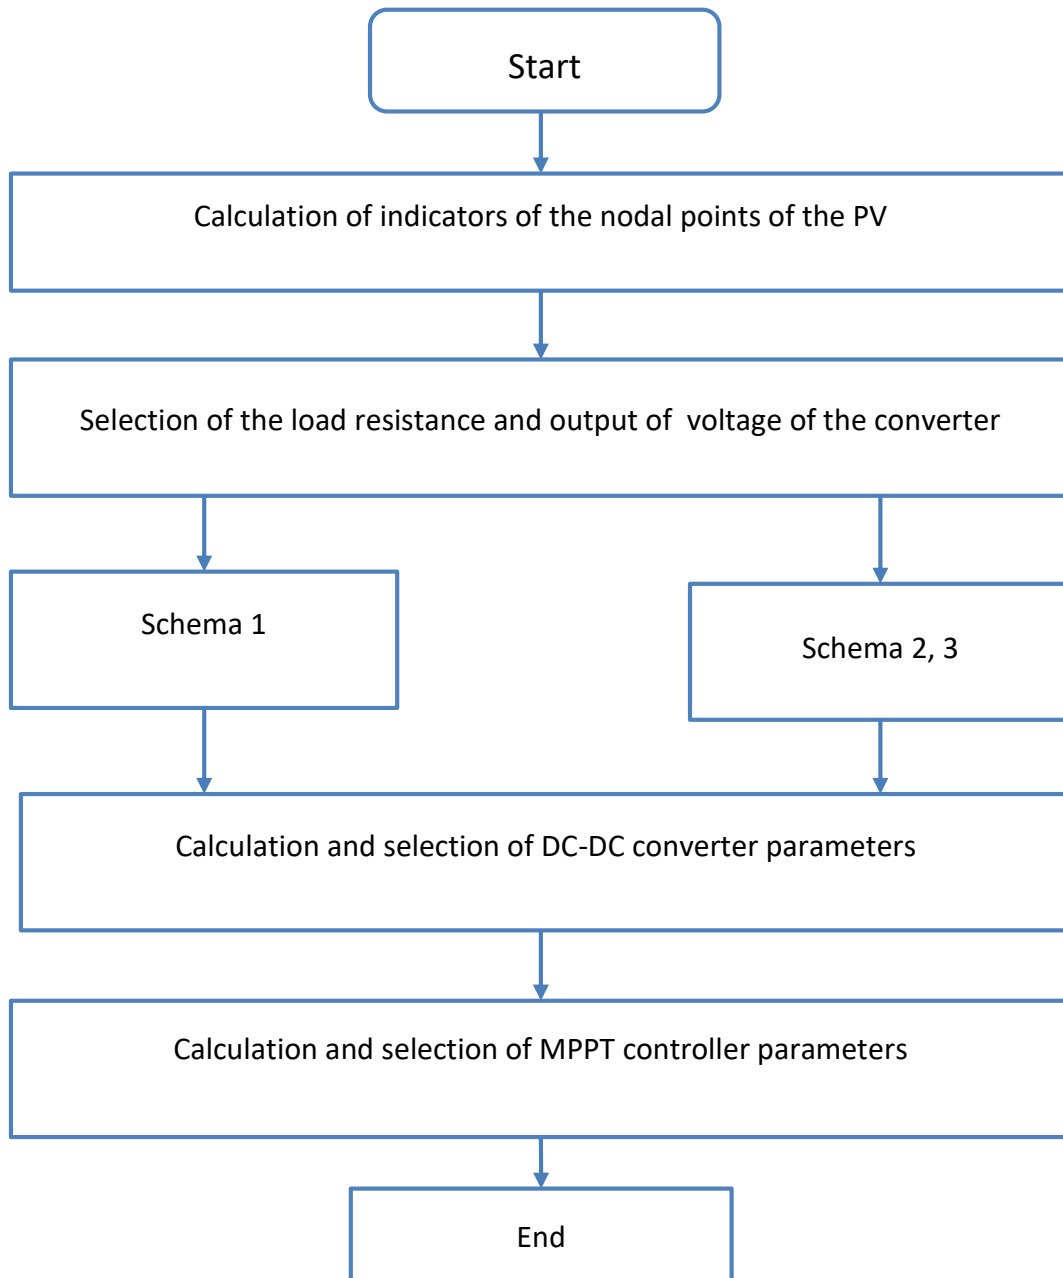 Start
Calculation of indicators of the nodal points of the PV
Selection of the load resistance and output of  voltage of the converter
Schema 1
Schema 2, 3
Calculation and selection of DC-DC converter parameters
Calculation and selection of MPPT controller parameters
End